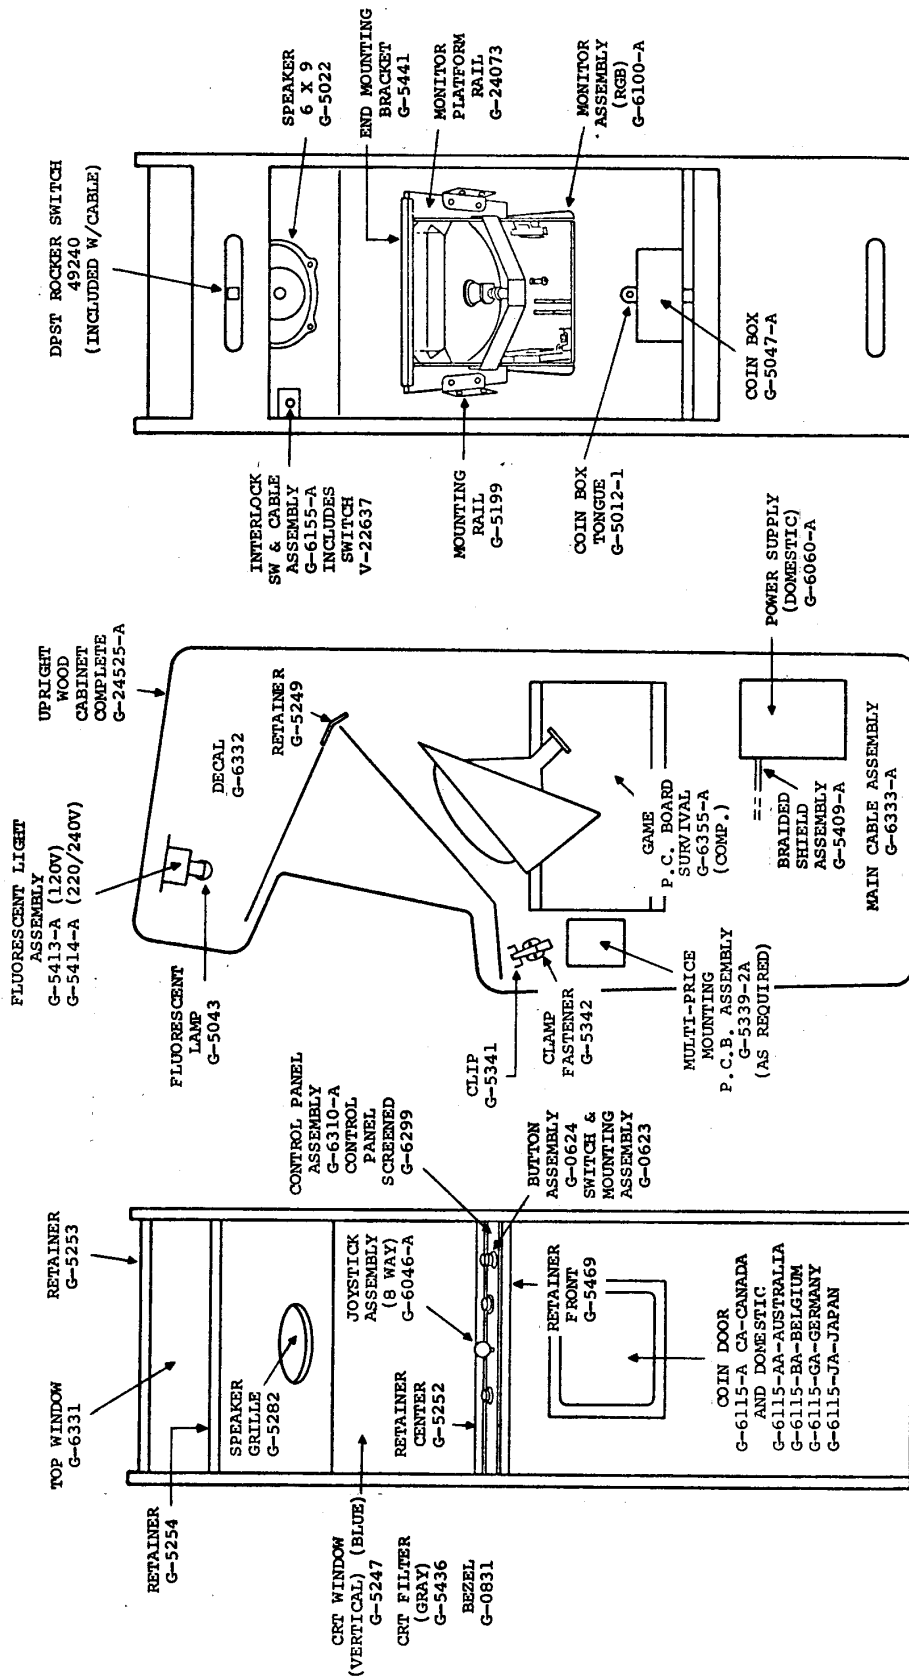 TOP WINDOW
G-6331
RETAINER
G-5253
RETAINER
G-5254
SPEAKER
GRILLE
G-5282
CRT WINDOW
(VERTICAL) (BLUE)
G-5247
CRT FILTER
(GRAY)
G-5436
BEZEL
G-0831
JOYSTICK
ASSEMBLY
(8 WAY)
G-6046-A
RETAINER
CENTER
G-5252
CONTROL PANEL
ASSEMBLY
G-6310-A
CONTROL
PANEL
SCREENED
G-6299
BUTTON
ASSEMBLY
G-0624
SWITCH &
MOUNTING
ASSEMBLY
G-0623
RETAINER
FRONT
G-5469
COIN DOOR
G-6115-A CA-CANADA
AND DOMESTIC
G-6115-AA-AUSTRALIA
G-6115-BA-BELGIUM
G-6115-GA-GERMANY
G-6115-JA-JAPAN
FLUORESCENT LIGHT
ASSEMBLY
G-5413-A (120V)
G-5414-A (220/240V)
UPRIGHT
WOOD
CABINET
COMPLETE
G-24525-A
FLUORESCENT
LAMP
G-5043
DECAL
G-6332
RETAINER
G-5249
CLIP
G-5341
CLAMP
FASTENER
G-5342
MULTI-PRICE
MOUNTING
P.C.B. ASSEMBLY
G-5339-2A
(AS REQUIRED)
GAME
P.C. BOARD
SURVIVAL
G-6355-A
(COMP.)
BRAIDED
SHIELD
ASSEMBLY
G-5409-A
POWER SUPPLY
(DOMESTIC)
G-6060-A
MAIN CABLE ASSEMBLY
G-6333-A
DPST ROCKER SWITCH
49240
(INCLUDED W/CABLE)
INTERLOCK
SW & CABLE
ASSEMBLY
G-6155-A
INCLUDES
SWITCH
V-22637
SPEAKER
6 X 9
G-5022
END MOUNTING
BRACKET
G-5441
MONITOR
PLATFORM
RAIL
G-24073
MOUNTING
RAIL
G-5199
MONITOR
ASSEMBLY
(RGB)
G-6100-A
COIN BOX
TONGUE
G-5012-1
COIN BOX
G-5047-A